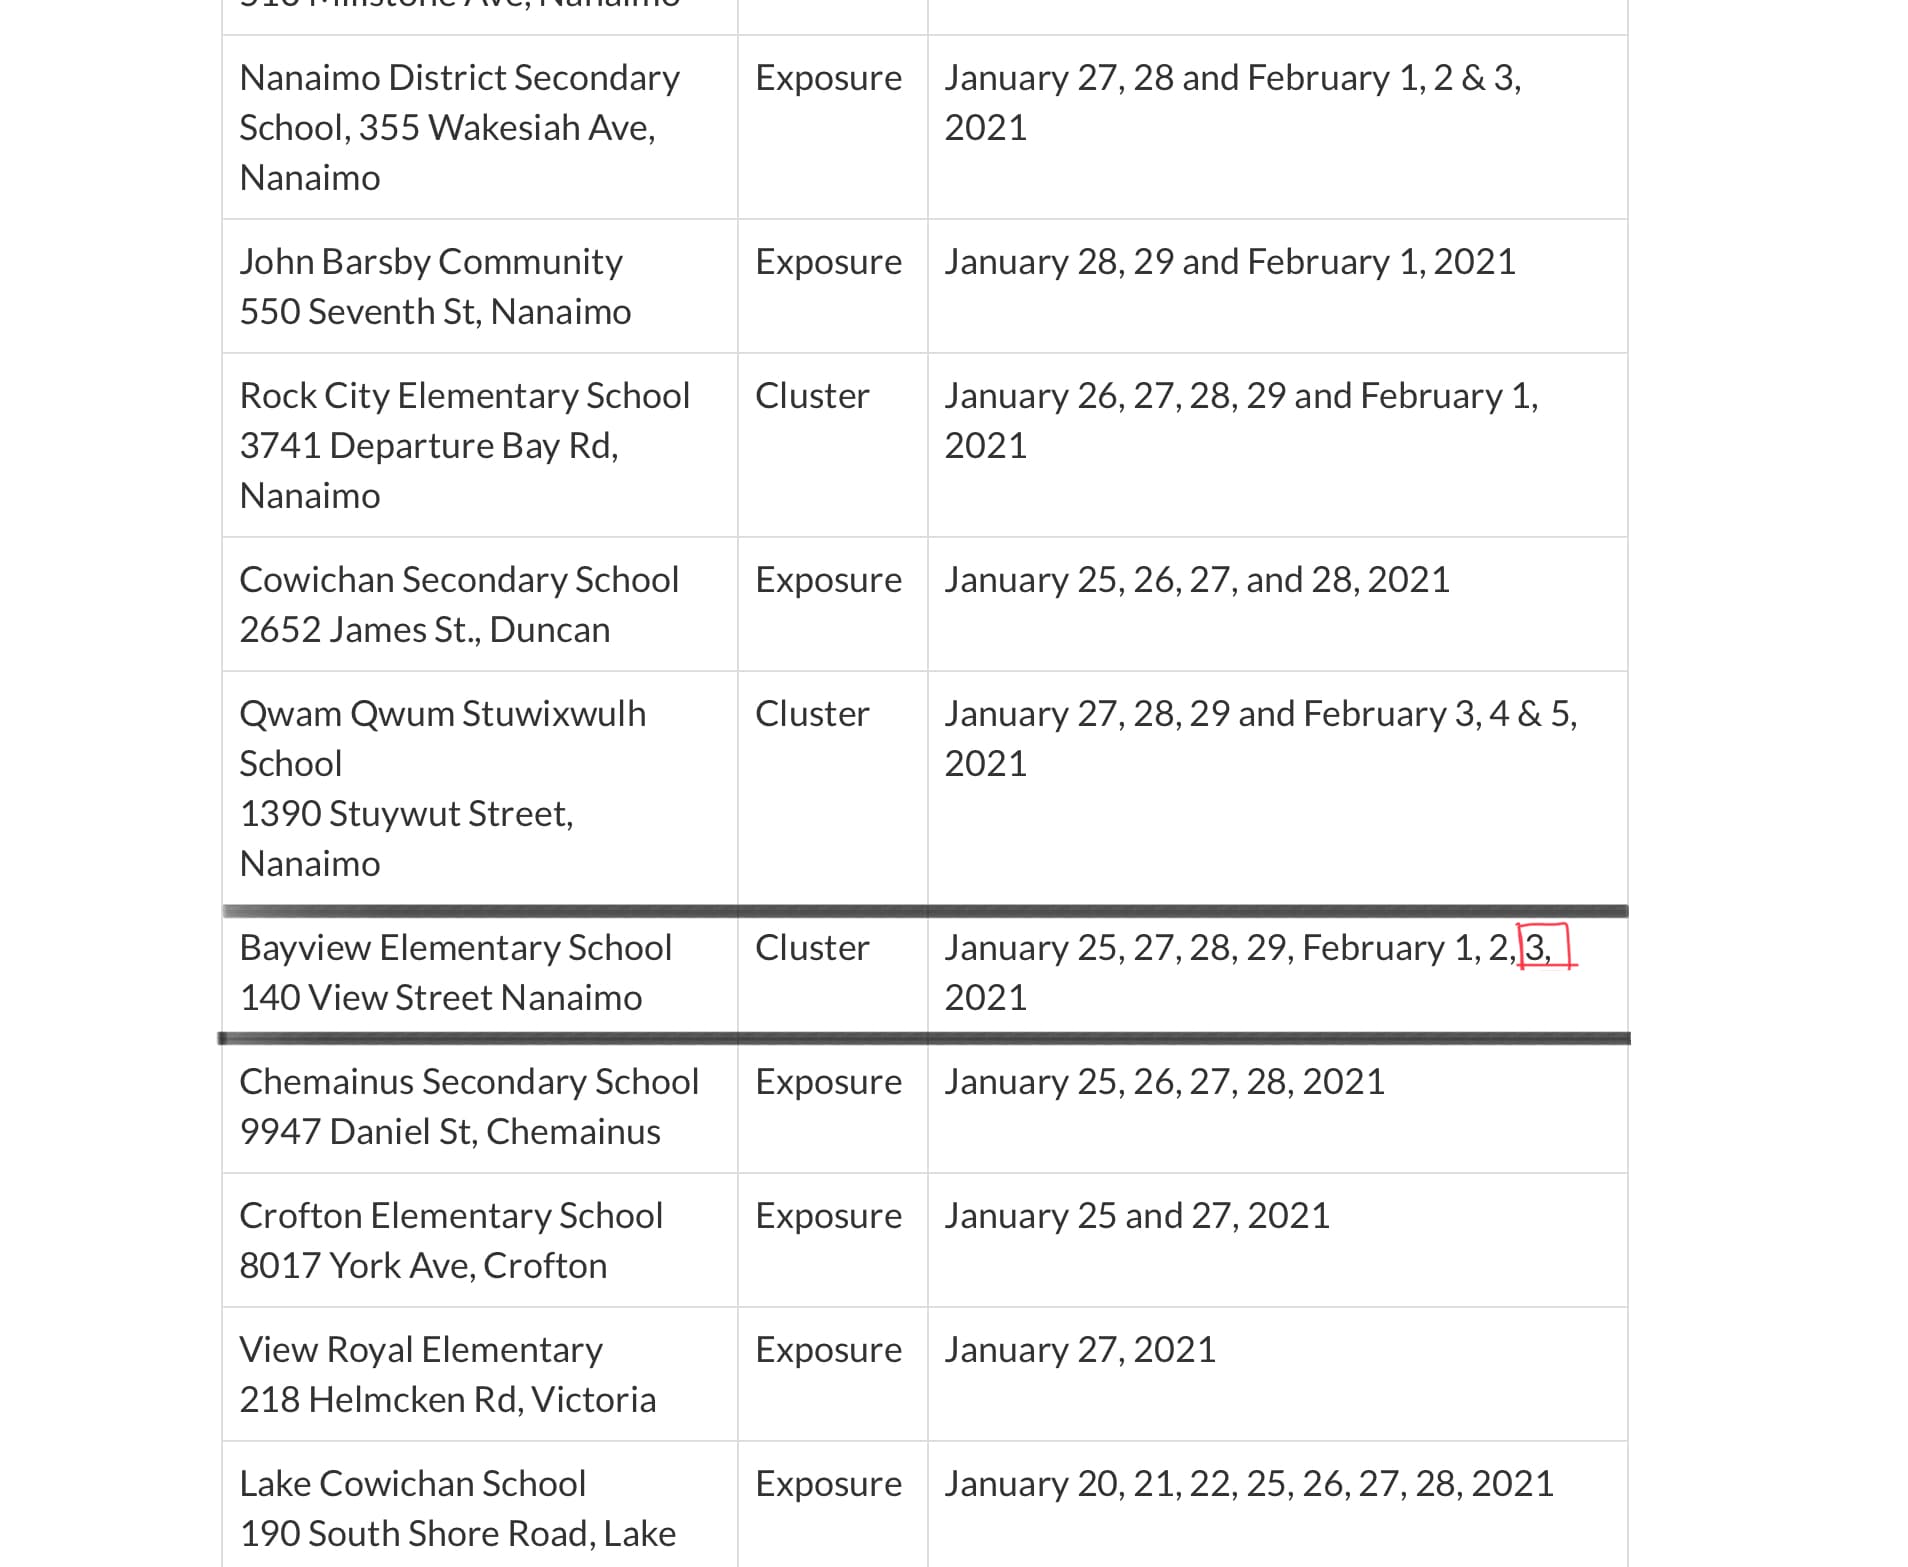 Nanaimo
Nanaimo District Secondary Exposure January 27, 28 and February 1, 2 & 3,
School, 355 Wakesiah Ave, 2021
Nanaimo
John Barsby Community Exposure January 28, 29 and February 1, 2021
550 Seventh St, Nanaimo
Rock City Elementary School Cluster January 26, 27, 28, 29 and February 1,
3741 Departure Bay Rd, 2021
Nanaimo
Cowichan Secondary School Exposure January 25, 26, 27, and 28, 2021
2652 James St., Duncan
Qwam Qwum Stuwixwulh Cluster January 27, 28, 29 and February 3, 4 & 5,
School 2021
1390 Stuywut Street,
Nanaimo
Bayview Elementary School Cluster January 25, 27, 28, 29, February 1, 2, 3,
140 View Street Nanaimo 2021
Chemainus Secondary School Exposure January 25, 26, 27, 28, 2021
9947 Daniel St, Chemainus
Crofton Elementary School Exposure January 25 and 27, 2021
8017 York Ave, Crofton
View Royal Elementary Exposure January 27, 2021
218 Helmcken Rd, Victoria
Lake Cowichan School Exposure January 20, 21, 22, 25, 26, 27, 28, 2021
190 South Shore Road, Lake